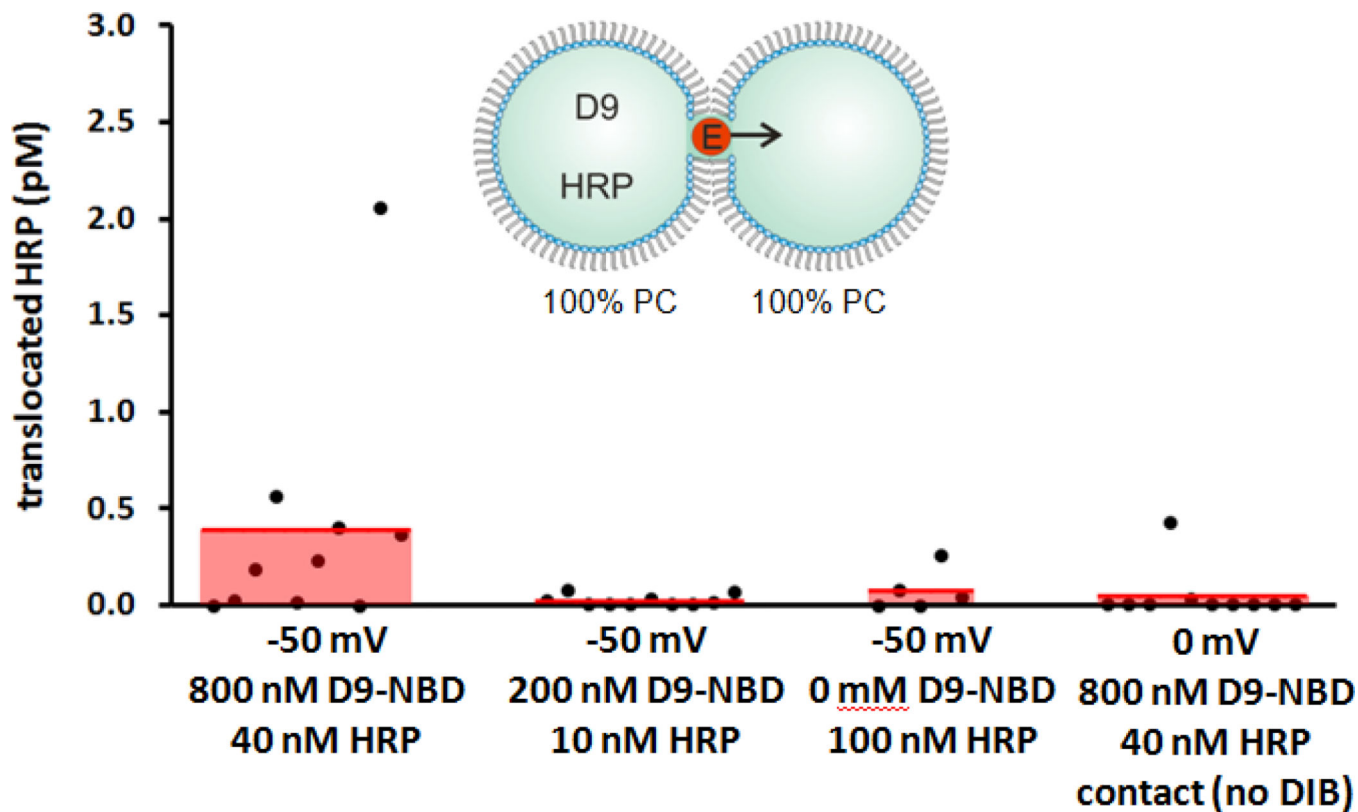 translocated HRP (pM)
3.0
2.5
2.0
1.5
1.0
0.5
0.0
D9
HRP
E
100% PC 100% PC
-50 mV
800 nM D9-NBD
40 nM HRP
-50 mV
200 nM D9-NBD
10 nM HRP
-50 mV
0 mM D9-NBD
100 nM HRP
0 mV
800 nM D9-NBD
40 nM HRP
contact (no DIB)